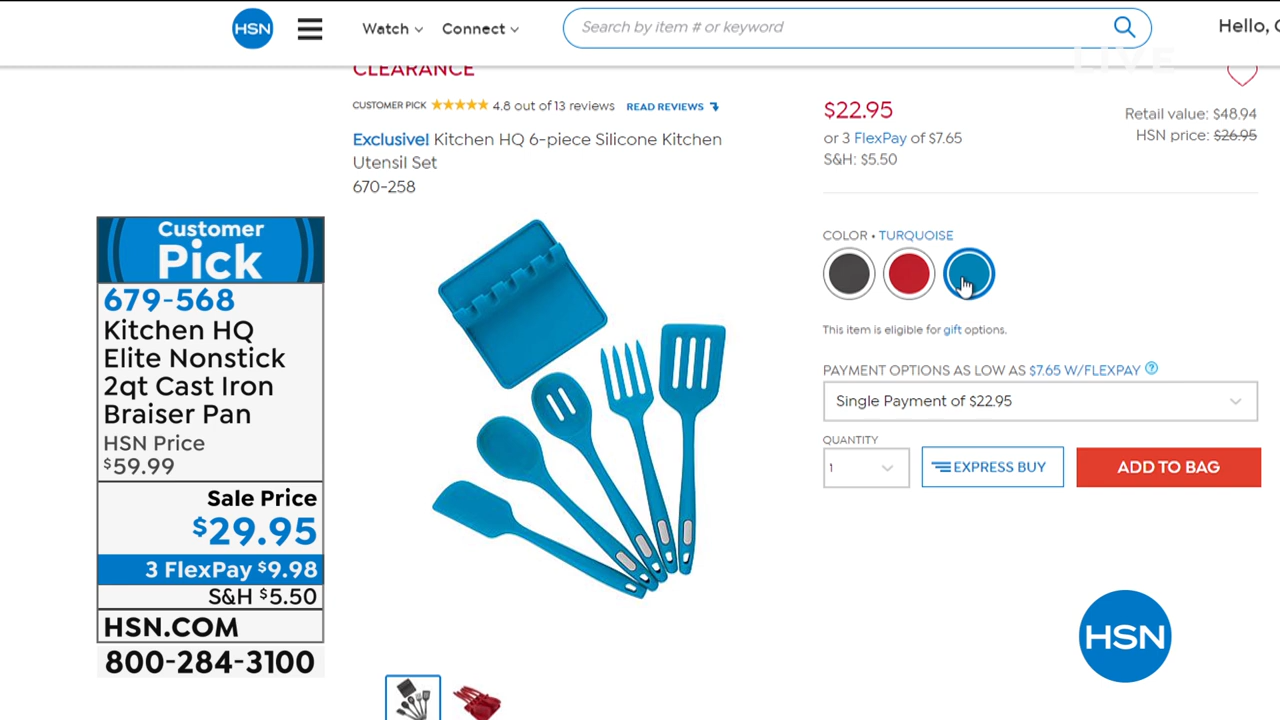 HSN
Watch
Connect
Search by item # or keyword
Hello,
LIVE
CLEARANCE
CUSTOMER PICK 4.8 out of 13 reviews READ REVIEWS
Exclusive! Kitchen HQ 6-piece Silicone Kitchen
Utensil Set
670-258
$22.95
or 3 FlexPay of $7.65
S&H: $5.50
Retail value: $48.94
HSN price: $26.95
COLOR • TURQUOISE
This item is eligible for gift options.
PAYMENT OPTIONS AS LOW AS $7.65 W/FLEXPAY ?
Single Payment of $22.95
QUANTITY
1
EXPRESS BUY
ADD TO BAG
Customer
Pick
679-568
Kitchen HQ
Elite Nonstick
2qt Cast Iron
Braiser Pan
HSN Price
$59.99
Sale Price
$29.95
3 FlexPay $9.98
S&H $5.50
HSN.COM
800-284-3100
HSN